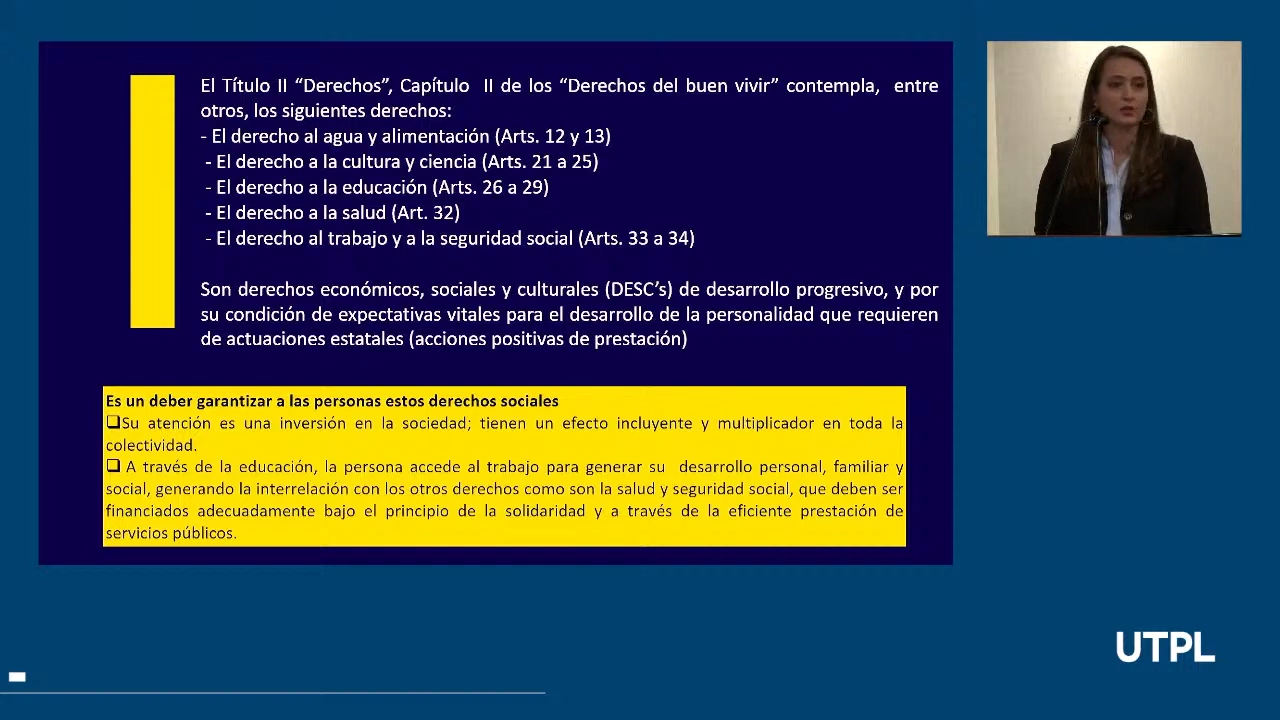 El Título II “Derechos”, Capítulo II de los “Derechos del buen vivir” contempla, entre
otros, los siguientes derechos:
- El derecho al agua y alimentación (Arts. 12 y 13)
- El derecho a la cultura y ciencia (Arts. 21 a 25)
- El derecho a la educación (Arts. 26 a 29)
- El derecho a la salud (Art. 32)
- El derecho al trabajo y a la seguridad social (Arts. 33 a 34)
Son derechos económicos, sociales y culturales (DESC’s) de desarrollo progresivo, y por
su condición de expectativas vitales para el desarrollo de la personalidad que requieren
de actuaciones estatales (acciones positivas de prestación)
Es un deber garantizar a las personas estos derechos sociales
❑Su atención es una inversión en la sociedad; tienen un efecto incluyente y multiplicador en toda la
colectividad.
❑ A través de la educación, la persona accede al trabajo para generar su desarrollo personal, familiar y
social, generando la interrelación con los otros derechos como son la salud y seguridad social, que deben ser
financiados adecuadamente bajo el principio de la solidaridad y a través de la eficiente prestación de
servicios públicos.
UTPL